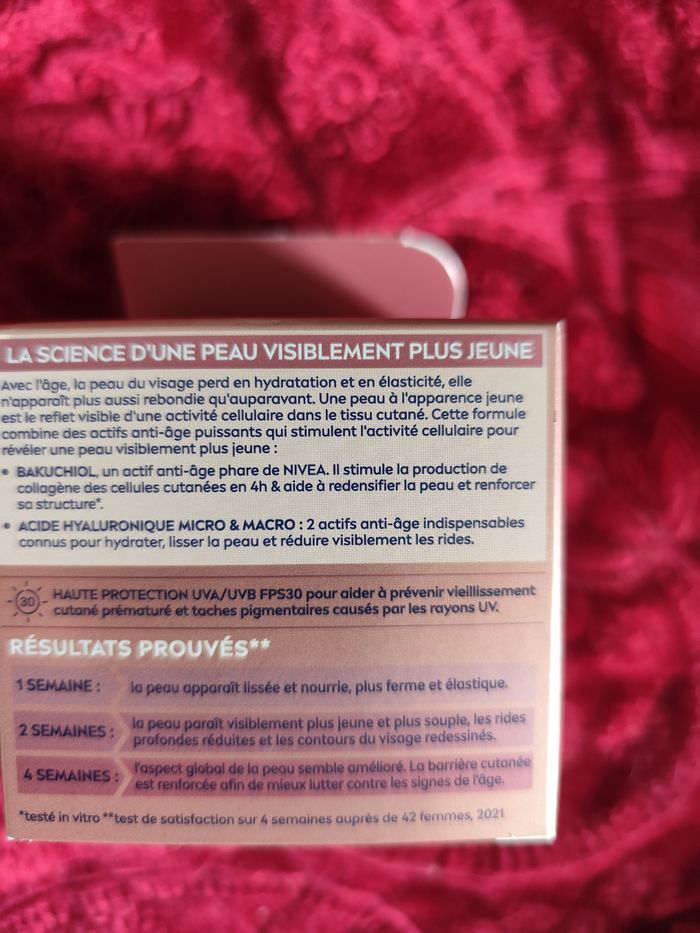 LA SCIENCE D'UNE PEAU VISIBLEMENT PLUS JEUNE
Avec l'âge, la peau du visage perd en hydratation et en élasticité, elle
n'apparaît plus aussi rebondie qu'auparavant. Une peau à l'apparence jeune
est le reflet visible d'une activité cellulaire dans le tissu cutané. Cette formule
combine des actifs anti-âge puissants qui stimulent l'activité cellulaire pour
révéler une peau visiblement plus jeune :
• BAKUCHIOL, un actif anti-âge phare de NIVEA. Il stimule la production de
collagène des cellules cutanées en 4h & aide à redensifier la peau et renforcer
sa structure*.
• ACIDE HYALURONIQUE MICRO & MACRO : 2 actifs anti-âge indispensables
connus pour hydrater, lisser la peau et réduire visiblement les rides.
30 HAUTE PROTECTION UVA/UVB FPS30 pour aider à prévenir vieillissement
cutané prématuré et taches pigmentaires causés par les rayons UV.
RÉSULTATS PROUVÉS**
1 SEMAINE : la peau apparaît lissée et nourrie, plus ferme et élastique.
2 SEMAINES : la peau paraît visiblement plus jeune et plus souple, les rides
profondes réduites et les contours du visage redessinés.
4 SEMAINES : l'aspect global de la peau semble amélioré. La barrière cutanée
est renforcée afin de mieux lutter contre les signes de l'âge.
*testé in vitro **test de satisfaction sur 4 semaines auprès de 42 femmes, 2021